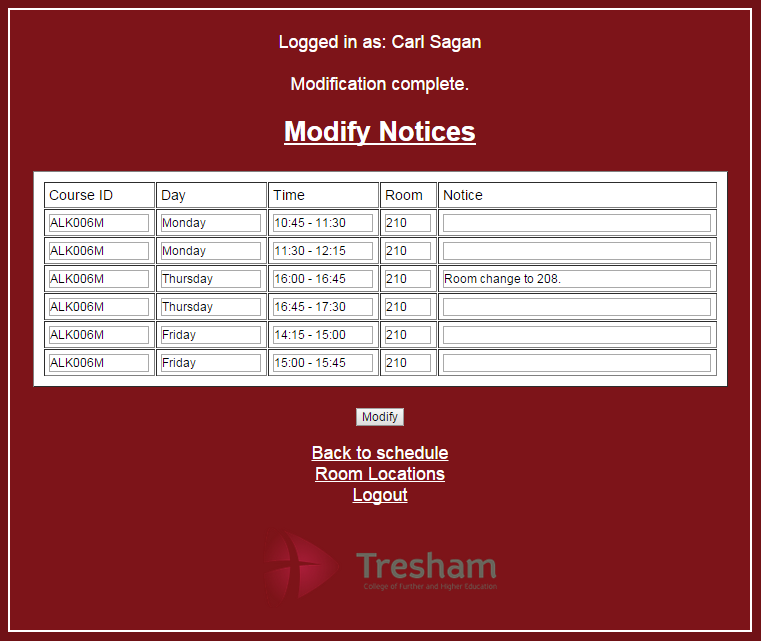 Logged in as: Carl Sagan
Modification complete.
Modify Notices
Course ID Day Time Room Notice
ALK006M Monday 10:45 - 11:30 210
ALK006M Monday 11:30 - 12:15 210
ALK006M Thursday 16:00 - 16:45 210 Room change to 208.
ALK006M Thursday 16:45 - 17:30 210
ALK006M Friday 14:15 - 15:00 210
ALK006M Friday 15:00 - 15:45 210
Modify
Back to schedule
Room Locations
Logout
Tresham
College of Further and Higher Education